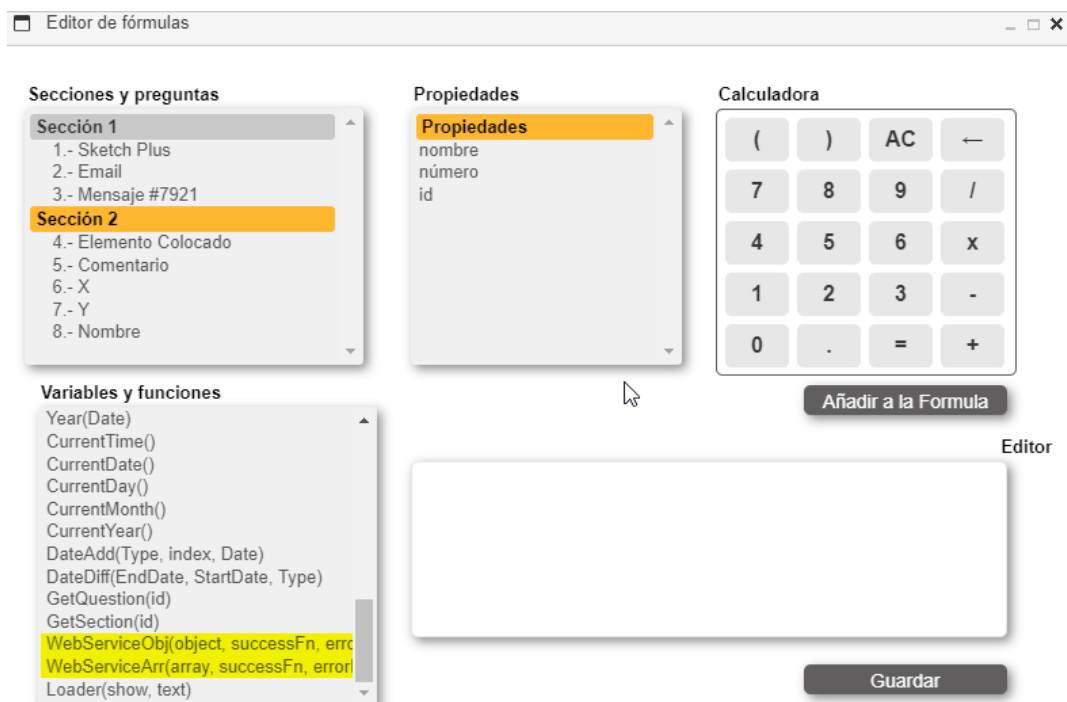 Editor de fórmulas
Secciones y preguntas
Sección 1
1.- Sketch Plus
2.- Email
3.- Mensaje #7921
Sección 2
4.- Elemento Colocado
5.- Comentario
6.- X
7.- Y
8.- Nombre
Propiedades
Propiedades
nombre
número
id
Calculadora
( ) AC ←
7 8 9 /
4 5 6 x
1 2 3 -
0 . = +
Añadir a la Formula
Variables y funciones
Year(Date)
CurrentTime()
CurrentDate()
CurrentDay()
CurrentMonth()
CurrentYear()
DateAdd(Type, index, Date)
DateDiff(EndDate, StartDate, Type)
GetQuestion(id)
GetSection(id)
WebServiceObj(object, successFn, errc
WebServiceArr(array, successFn, errorl
Loader(show, text)
Editor
Guardar